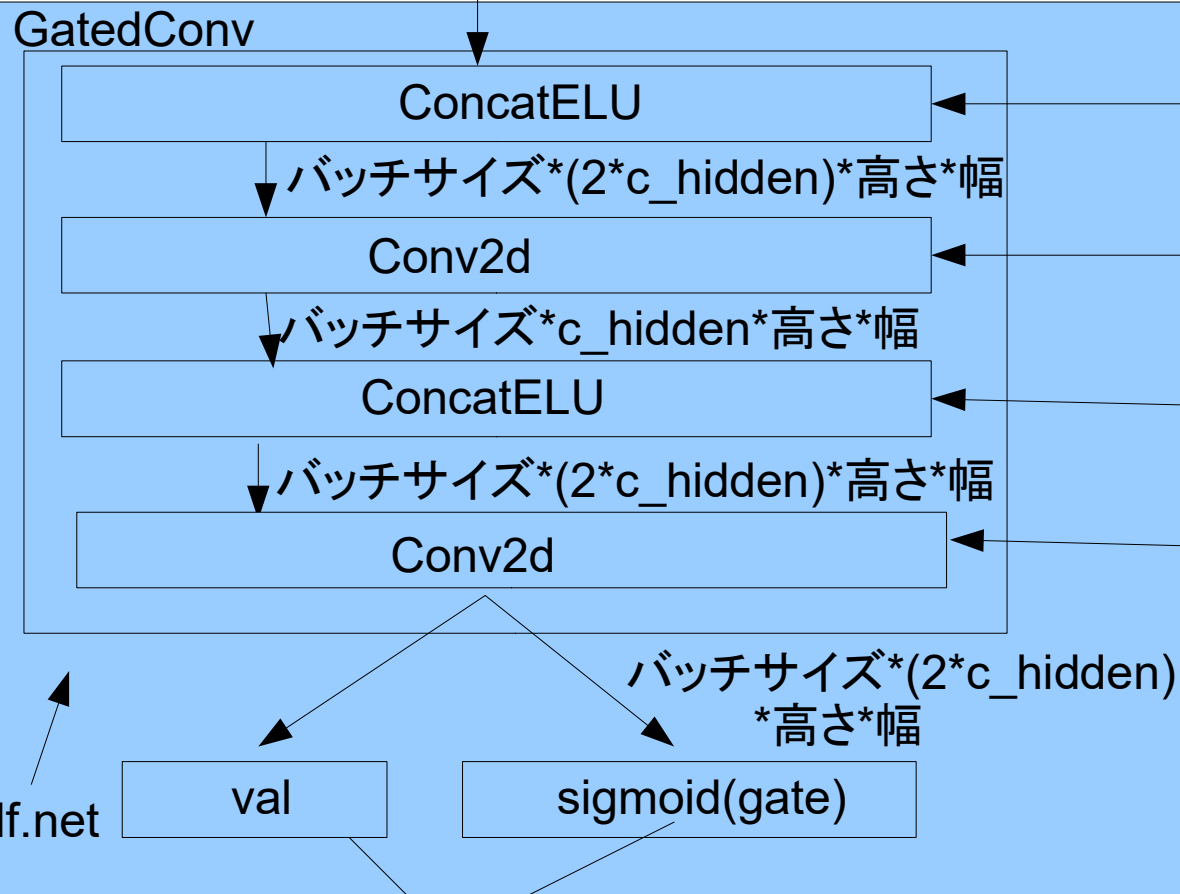 GatedConv
ConcatELU
バッチサイズ*(2*c_hidden)*高さ*幅
Conv2d
バッチサイズ*c_hidden*高さ*幅
ConcatELU
バッチサイズ*(2*c_hidden)*高さ*幅
Conv2d
バッチサイズ*(2*c_hidden)
*高さ*幅
val
sigmoid(gate)
lf.net